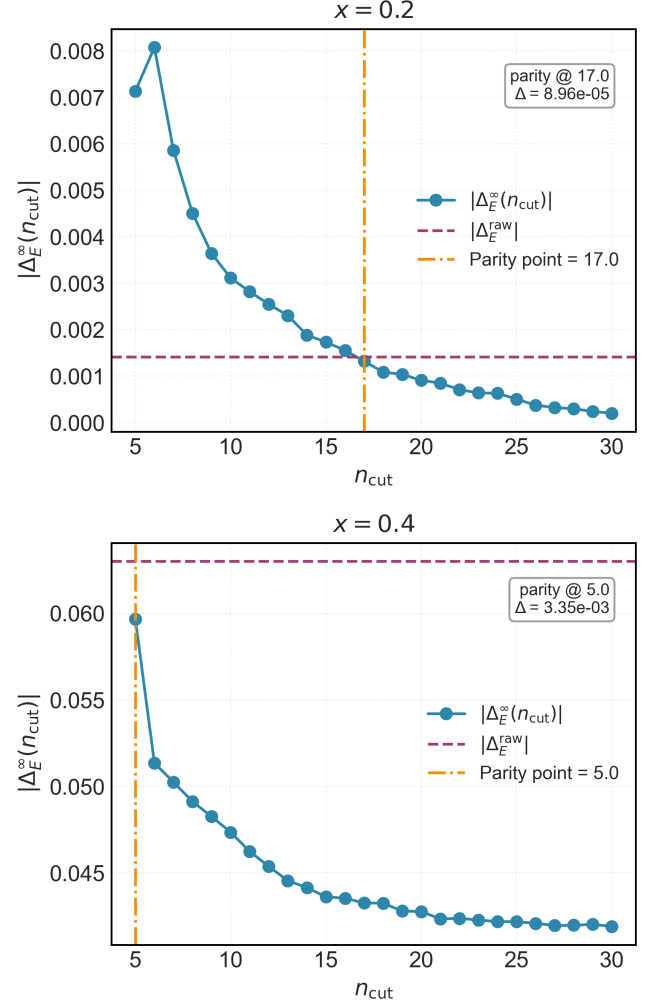 x = 0.2
0.008
0.007
0.006
0.005
0.004
0.003
0.002
0.001
0.000
|Δ_E^∞(n_cut)|
parity @ 17.0
Δ = 8.96e-05
|Δ_E^∞(n_cut)|
|Δ_E^raw|
Parity point = 17.0
5 10 15 20 25 30
n_cut
x = 0.4
0.060
0.055
0.050
0.045
|Δ_E^∞(n_cut)|
parity @ 5.0
Δ = 3.35e-03
|Δ_E^∞(n_cut)|
|Δ_E^raw|
Parity point = 5.0
5 10 15 20 25 30
n_cut